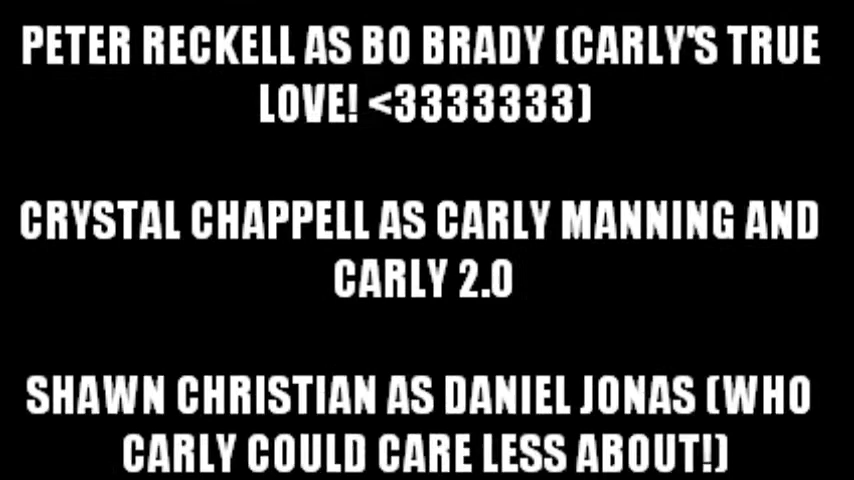 PETER RECKELL AS BO BRADY (CARLY'S TRUE
LOVE! <3333333)
CRYSTAL CHAPPELL AS CARLY MANNING AND
CARLY 2.0
SHAWN CHRISTIAN AS DANIEL JONAS (WHO
CARLY COULD CARE LESS ABOUT!)